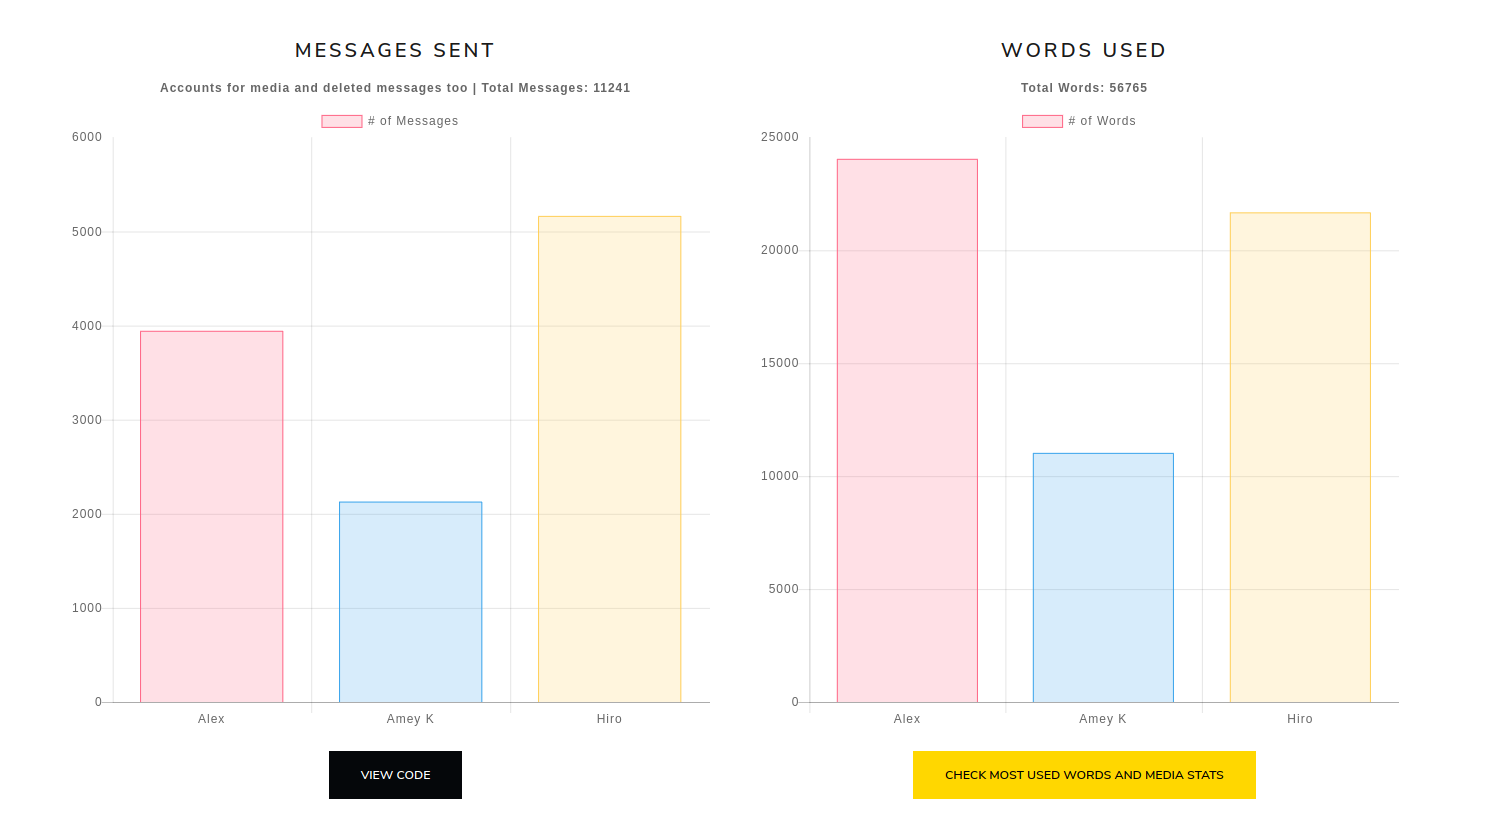 MESSAGES SENT
Accounts for media and deleted messages too | Total Messages: 11241
# of Messages
6000
5000
4000
3000
2000
1000
0
Alex
Amey K
Hiro
VIEW CODE
WORDS USED
Total Words: 56765
# of Words
25000
20000
15000
10000
5000
0
Alex
Amey K
Hiro
CHECK MOST USED WORDS AND MEDIA STATS